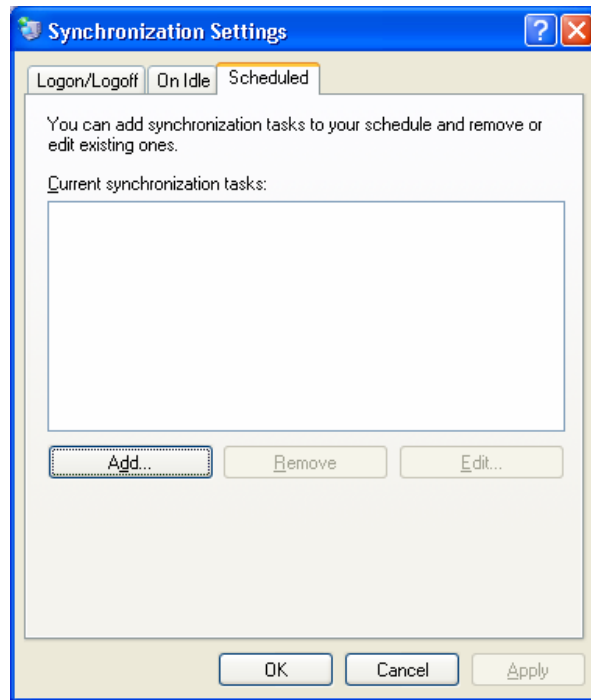 Synchronization Settings
?
Logon/Logoff On Idle Scheduled
You can add synchronization tasks to your schedule and remove or
edit existing ones.
Current synchronization tasks:
Add... Remove Edit...
OK Cancel Apply